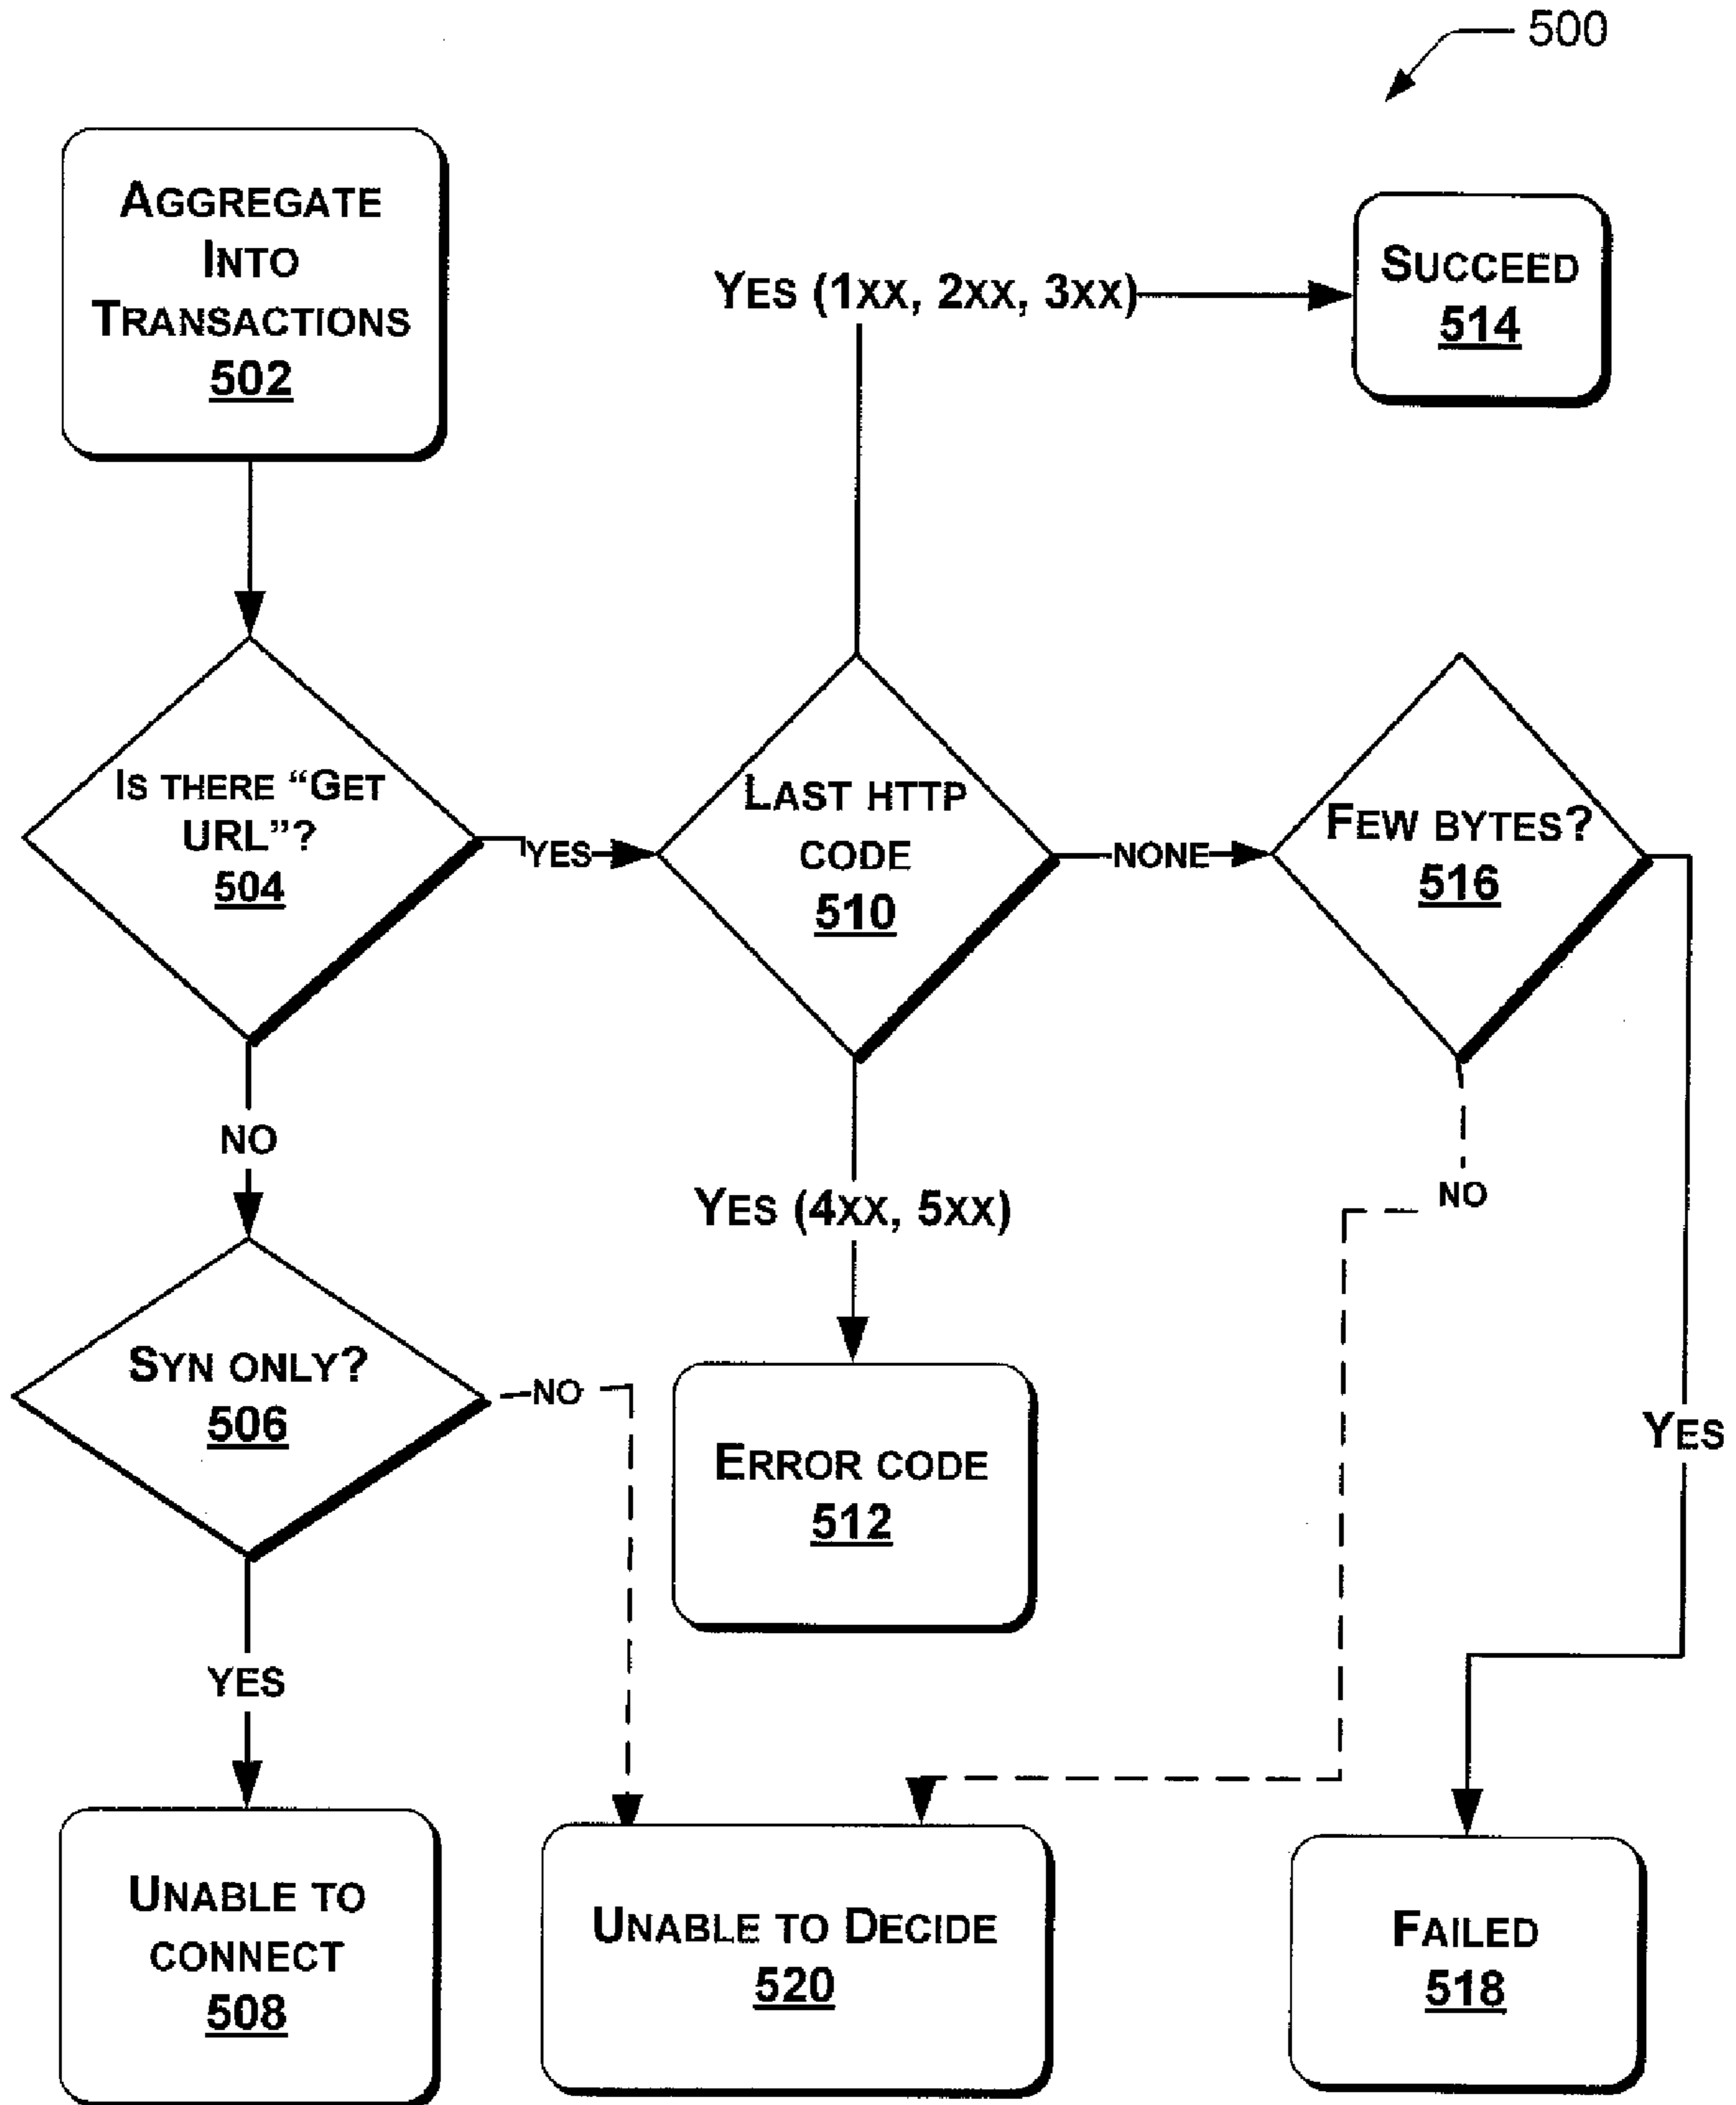 500
AGGREGATE
INTO
TRANSACTIONS
502
YES (1XX, 2XX, 3XX)
SUCCEED
514
IS THERE “GET
URL”?
504
YES
LAST HTTP
CODE
510
NONE
FEW BYTES?
516
NO
YES (4XX, 5XX)
NO
SYN ONLY?
506
NO
ERROR CODE
512
YES
YES
UNABLE TO
CONNECT
508
UNABLE TO DECIDE
520
FAILED
518